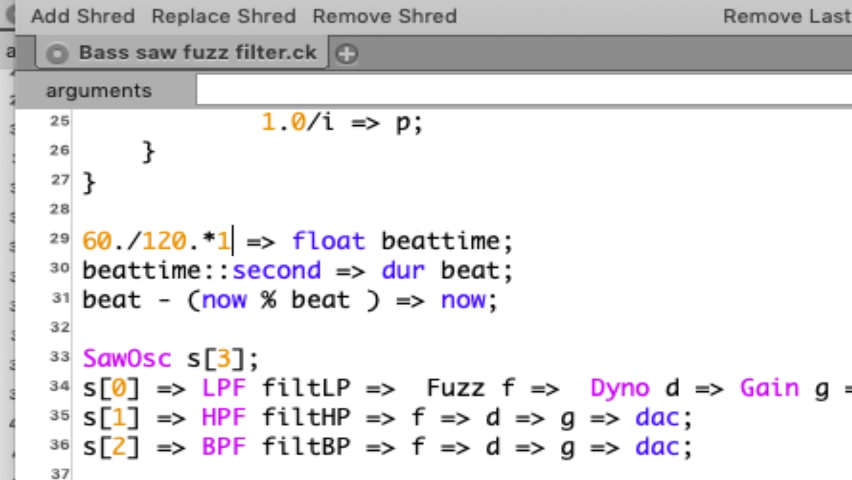 Add Shred Replace Shred Remove Shred Remove Last
Bass saw fuzz filter.ck
arguments
25 1.0/i => p;
26 }
27 }
28
29 60./120.*1 => float beattime;
30 beattime::second => dur beat;
31 beat - (now % beat ) => now;
32
33 SawOsc s[3];
34 s[0] => LPF filtLP => Fuzz f => Dyno d => Gain g =
35 s[1] => HPF filtHP => f => d => g => dac;
36 s[2] => BPF filtBP => f => d => g => dac;
37